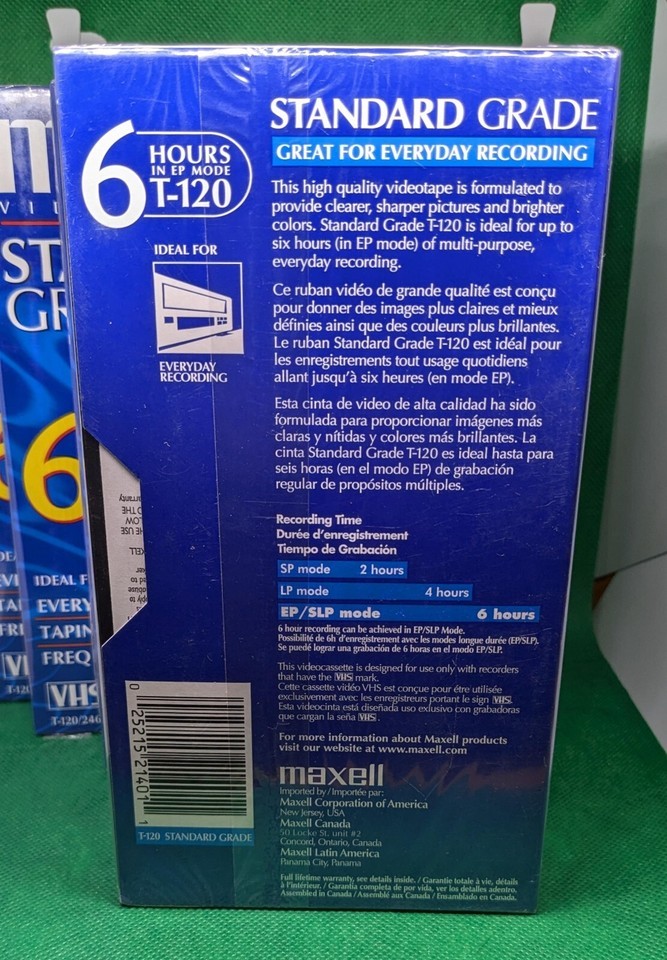 STANDARD GRADE
GREAT FOR EVERYDAY RECORDING
6
HOURS
IN EP MODE
T-120
IDEAL FOR
EVERYDAY
RECORDING
This high quality videotape is formulated to
provide clearer, sharper pictures and brighter
colors. Standard Grade T-120 is ideal for up to
six hours (in EP mode) of multi-purpose,
everyday recording.
Ce ruban vidéo de grande qualité est conçu
pour donner des images plus claires et mieux
définies ainsi que des couleurs plus brillantes.
Le ruban Standard Grade T-120 est idéal pour
les enregistrements tout usage quotidiens
allant jusqu'à six heures (en mode EP).
Esta cinta de video de alta calidad ha sido
formulada para proporcionar imágenes más
claras y nítidas y colores más brillantes. La
cinta Standard Grade T-120 es ideal hasta para
seis horas (en el modo EP) de grabación
regular de propósitos múltiples.
Recording Time
Durée d'enregistrement
Tiempo de Grabación
SP mode 2 hours
LP mode 4 hours
EP/SLP mode 6 hours
6 hour recording can be achieved in EP/SLP Mode.
Possibilité de 6h d'enregistrement avec les modes longue durée (EP/SLP).
Se puedé lograr una grabación de 6 horas en el modo EP/SLP.
This videocassette is designed for use only with recorders
that have the VHS mark.
Cette cassette vidéo VHS est conçue pour étre utilisée
exclusivement avec les enregistreurs portant le sign VHS.
Esta videocinta está diseñada uso exlusivo con grabadoras
que cargan la seña VHS.
For more information about Maxell products
visit our website at www.maxell.com
maxell
Imported by / Importée par:
Maxell Corporation of America
New Jersey, USA
Maxell Canada
50 Locke St. unit #2
Concord, Ontario, Canada
Maxell Latin America
Panama City, Panama
Full lifetime warranty, see details inside. / Garantie totale à vie, détails
à l'intérieur. / Garantía completa de por vida, ver los detalles adentro.
Assembled in Canada / Assemblé aux Canada / Ensamblado en Canada.
0 25215 21401 1
T-120 STANDARD GRADE
STA
GR
6
IDEAL F
EVERY
TAPIN
FREQ
VHS
T-120/246